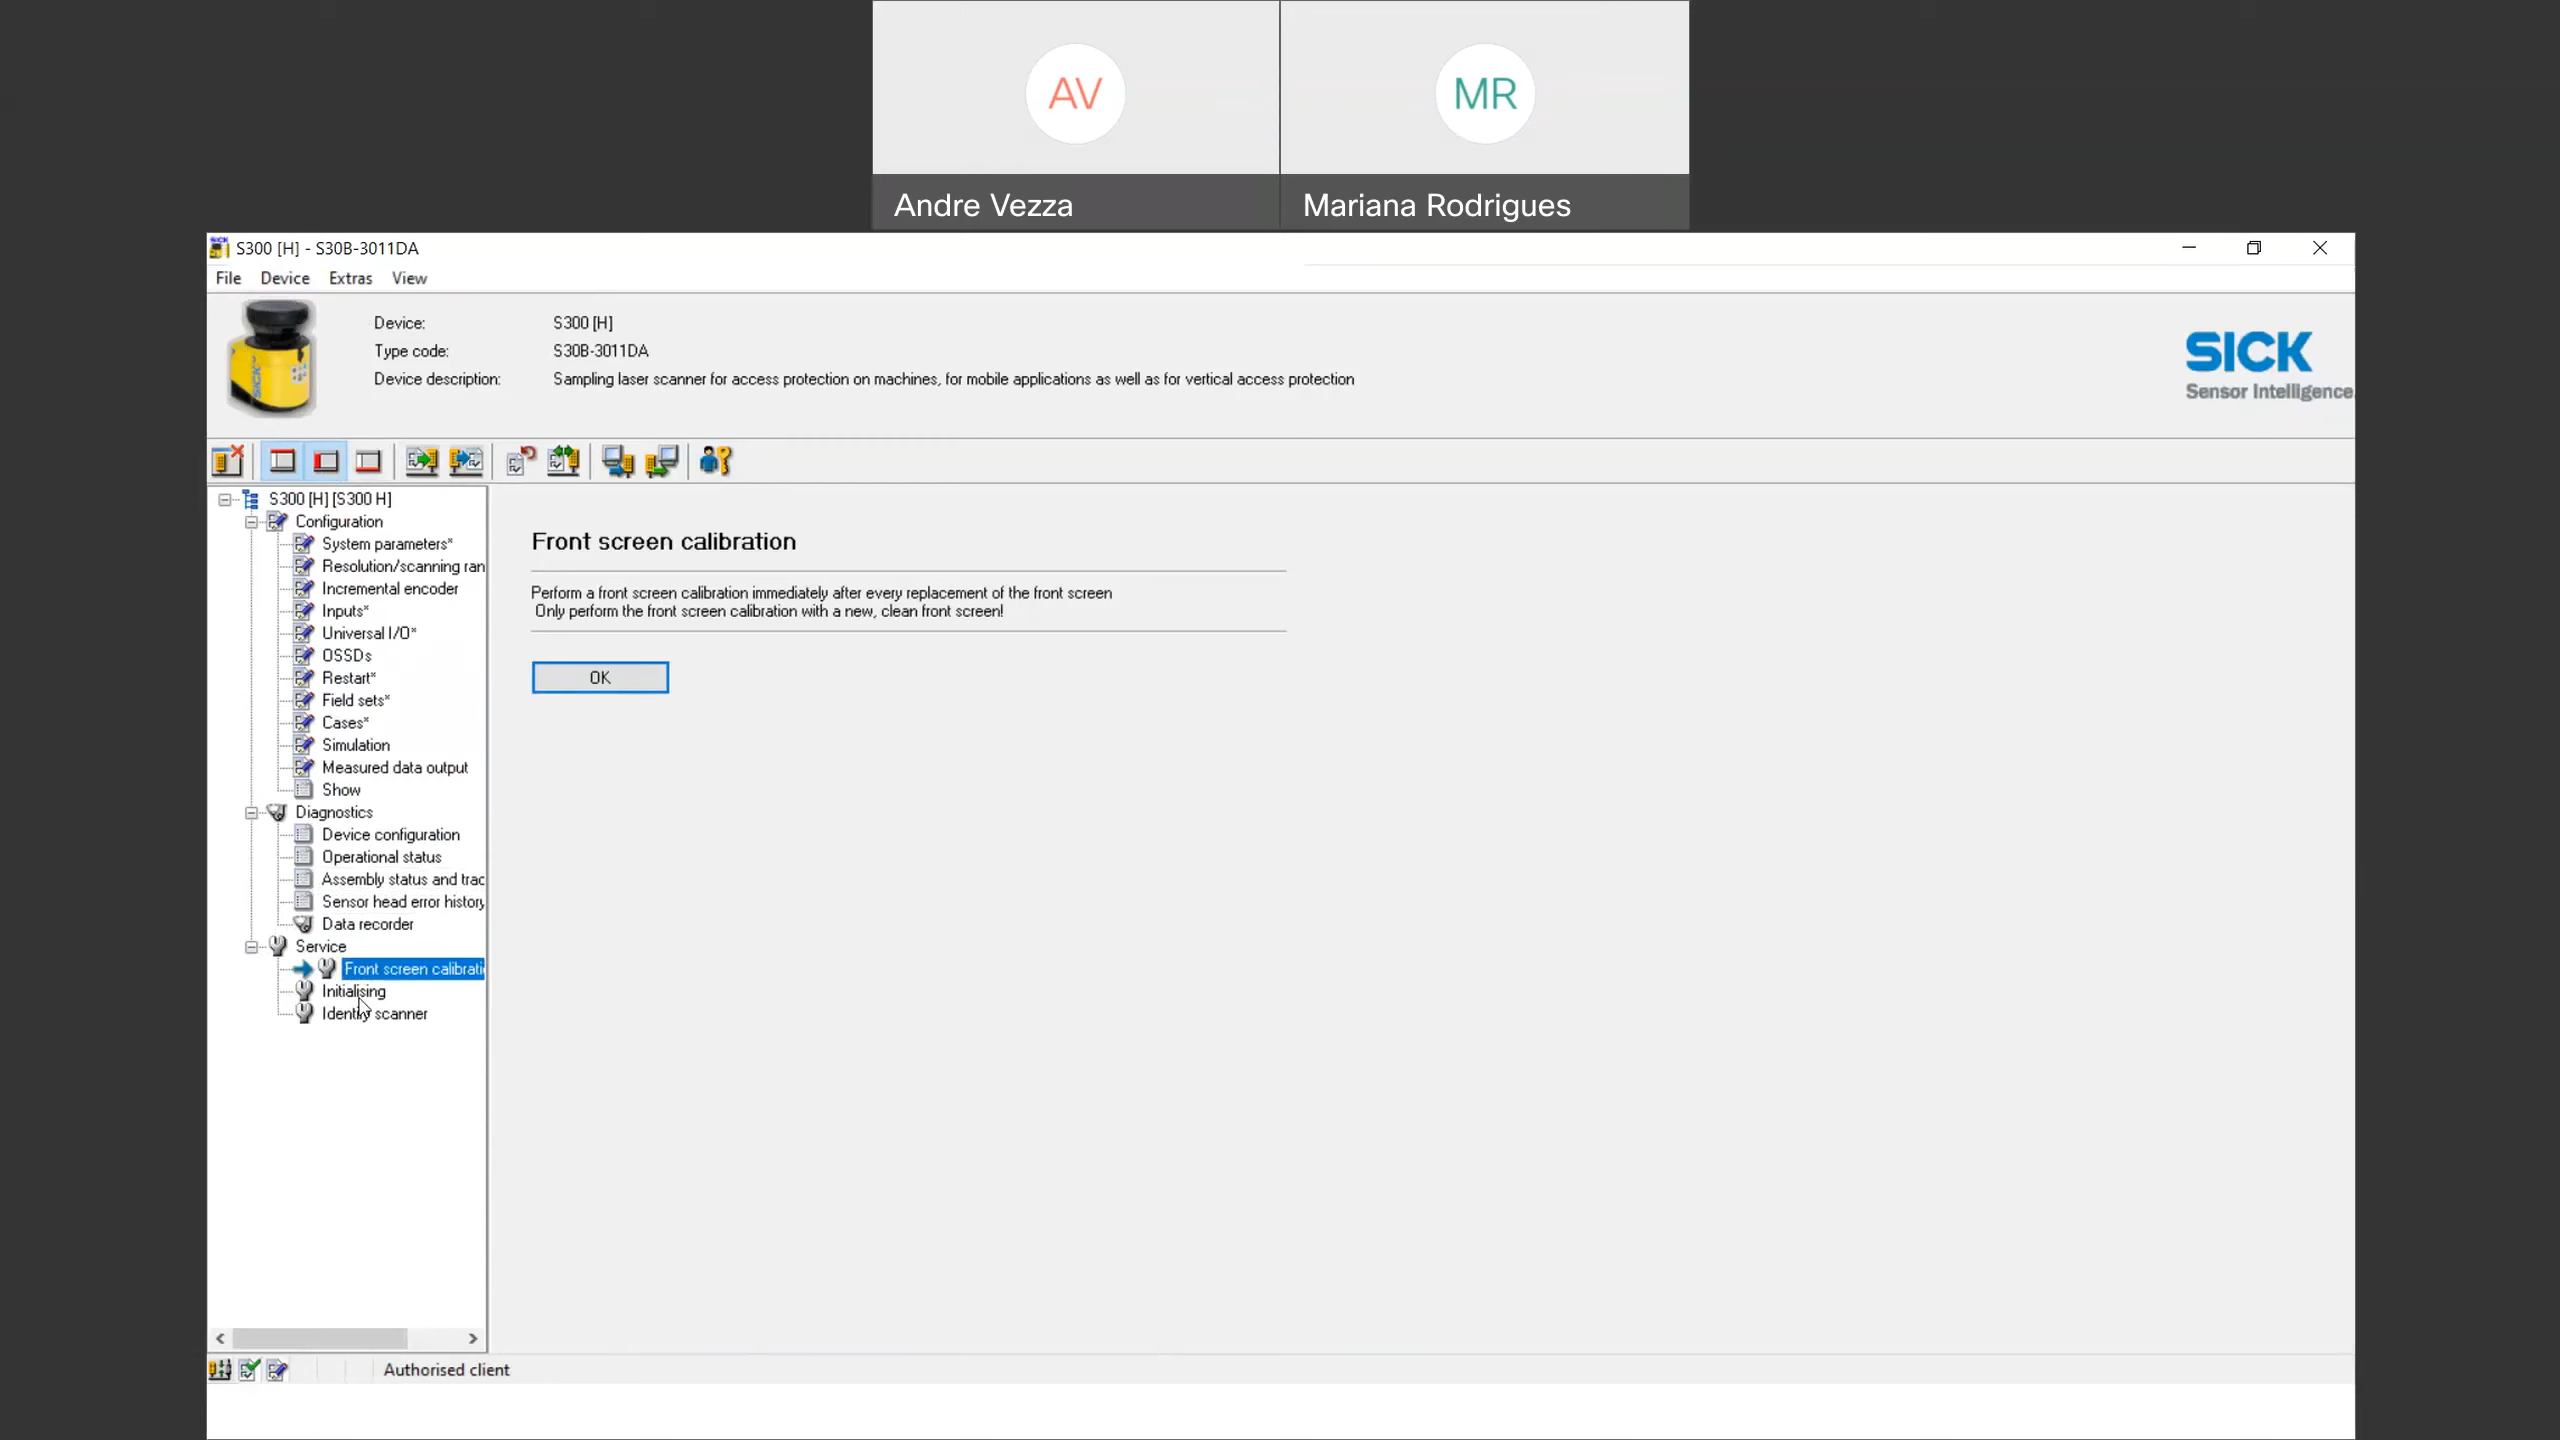 AV
MR
Andre Vezza
Mariana Rodrigues
S300 [H] - S30B-3011DA
File Device Extras View
Device: S300 [H]
Type code: S30B-3011DA
Device description: Sampling laser scanner for access protection on machines, for mobile applications as well as for vertical access protection
SICK
Sensor Intelligence
S300 [H] [S300 H]
Configuration
System parameters*
Resolution/scanning ran
Incremental encoder
Inputs*
Universal I/O*
OSSDs
Restart*
Field sets*
Cases*
Simulation
Measured data output
Show
Diagnostics
Device configuration
Operational status
Assembly status and trac
Sensor head error history
Data recorder
Service
Front screen calibrati
Initialising
Identify scanner
Front screen calibration
Perform a front screen calibration immediately after every replacement of the front screen
Only perform the front screen calibration with a new, clean front screen!
OK
Authorised client